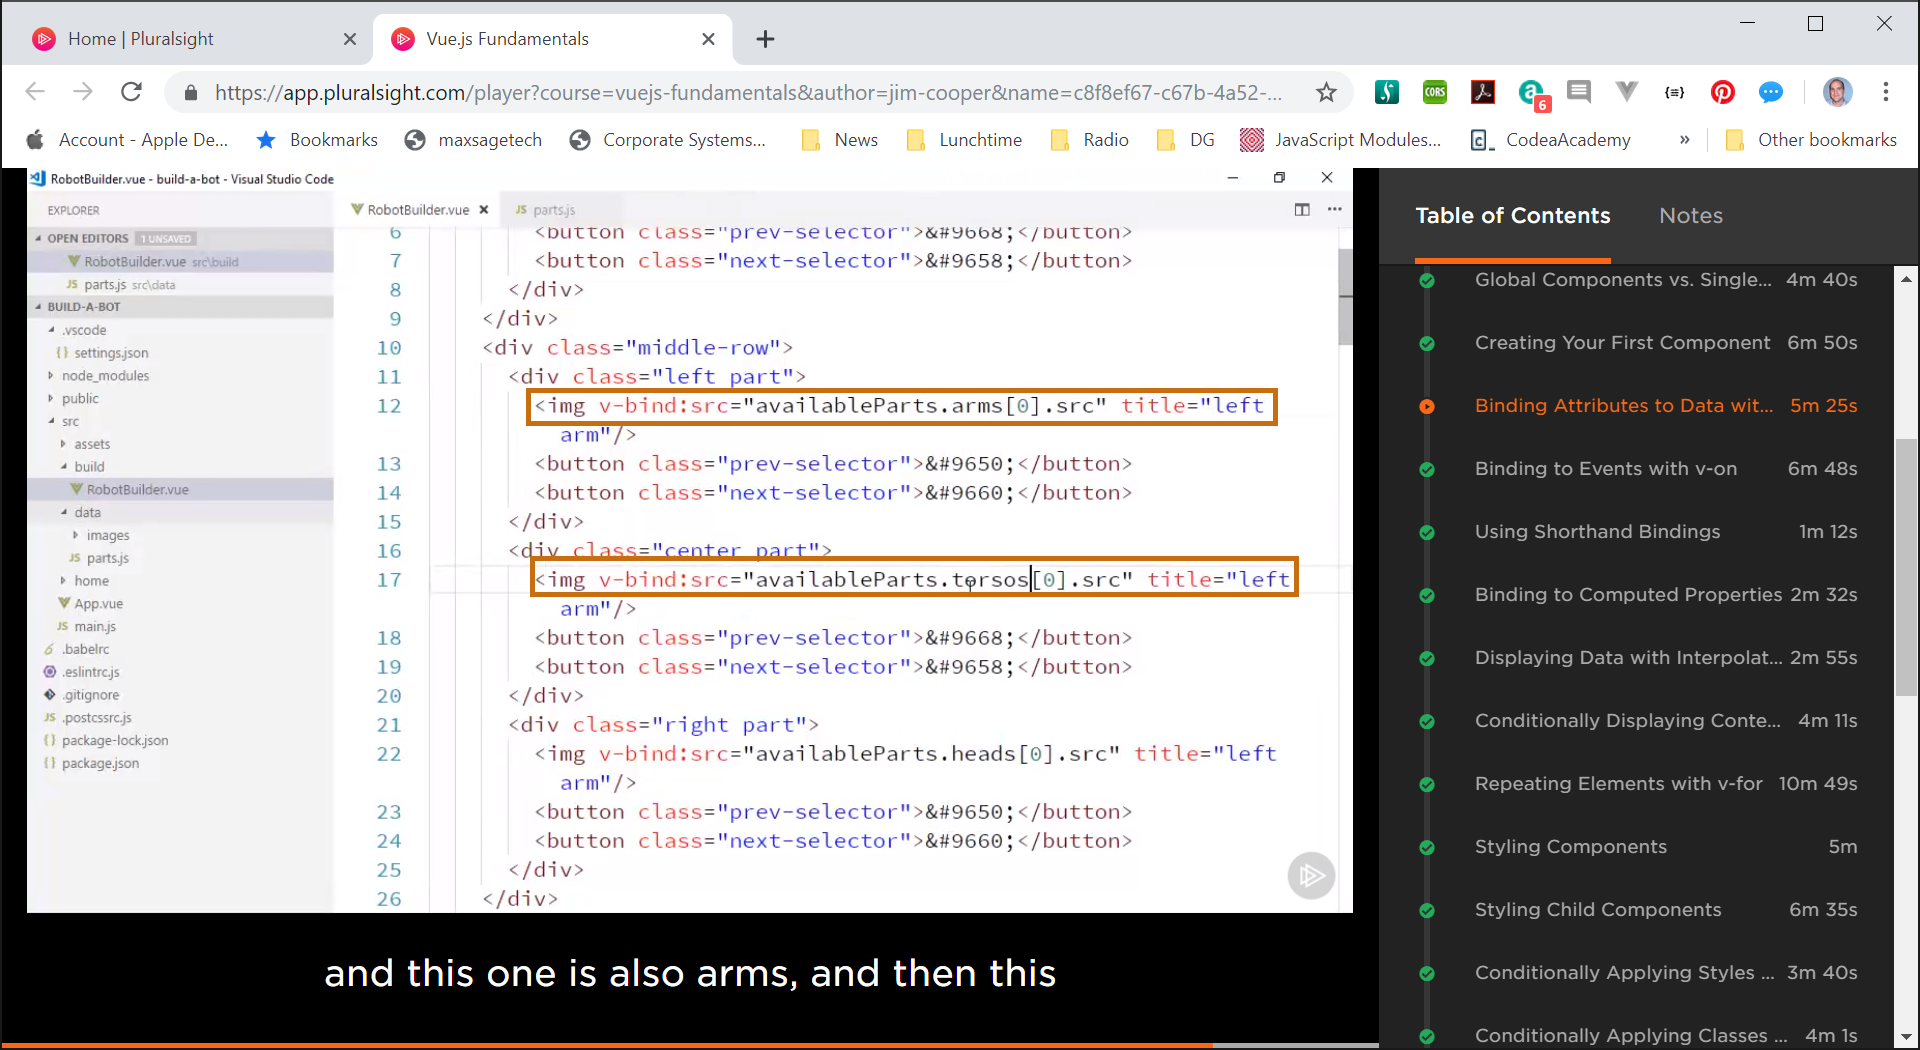 Home | Pluralsight
Vue.js Fundamentals
https://app.pluralsight.com/player?course=vuejs-fundamentals&author=jim-cooper&name=c8f8ef67-c67b-4a52-...
CORS
6
{≡}
Account - Apple De...
Bookmarks
maxsagetech
Corporate Systems...
News
Lunchtime
Radio
DG
JavaScript Modules...
CodeaAcademy
»
Other bookmarks
RobotBuilder.vue - build-a-bot - Visual Studio Code
EXPLORER
OPEN EDITORS 1 UNSAVED
RobotBuilder.vue src\build
JS parts.js src\data
BUILD-A-BOT
.vscode
{} settings.json
node_modules
public
src
assets
build
RobotBuilder.vue
data
images
JS parts.js
home
App.vue
JS main.js
.babelrc
.eslintrc.js
.gitignore
JS .postcssrc.js
{} package-lock.json
{} package.json
RobotBuilder.vue
JS parts.js
6 <button class="prev-selector">&#9668;</button>
7 <button class="next-selector">&#9658;</button>
8 </div>
9 </div>
10 <div class="middle-row">
11 <div class="left part">
12 <img v-bind:src="availableParts.arms[0].src" title="left
arm"/>
13 <button class="prev-selector">&#9650;</button>
14 <button class="next-selector">&#9660;</button>
15 </div>
16 <div class="center part">
17 <img v-bind:src="availableParts.torsos[0].src" title="left
arm"/>
18 <button class="prev-selector">&#9668;</button>
19 <button class="next-selector">&#9658;</button>
20 </div>
21 <div class="right part">
22 <img v-bind:src="availableParts.heads[0].src" title="left
arm"/>
23 <button class="prev-selector">&#9650;</button>
24 <button class="next-selector">&#9660;</button>
25 </div>
26 </div>
and this one is also arms, and then this
Table of Contents
Notes
Global Components vs. Single... 4m 40s
Creating Your First Component 6m 50s
Binding Attributes to Data wit... 5m 25s
Binding to Events with v-on 6m 48s
Using Shorthand Bindings 1m 12s
Binding to Computed Properties 2m 32s
Displaying Data with Interpolat... 2m 55s
Conditionally Displaying Conte... 4m 11s
Repeating Elements with v-for 10m 49s
Styling Components 5m
Styling Child Components 6m 35s
Conditionally Applying Styles ... 3m 40s
Conditionally Applying Classes ... 4m 1s